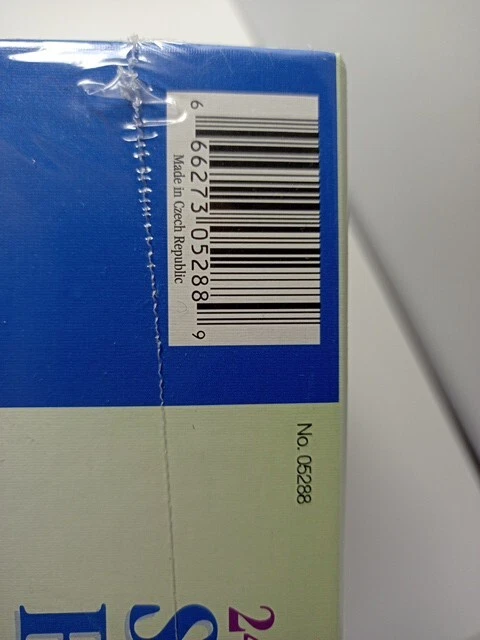 6 66273 05288 9
Made in Czech Republic
No. 05288